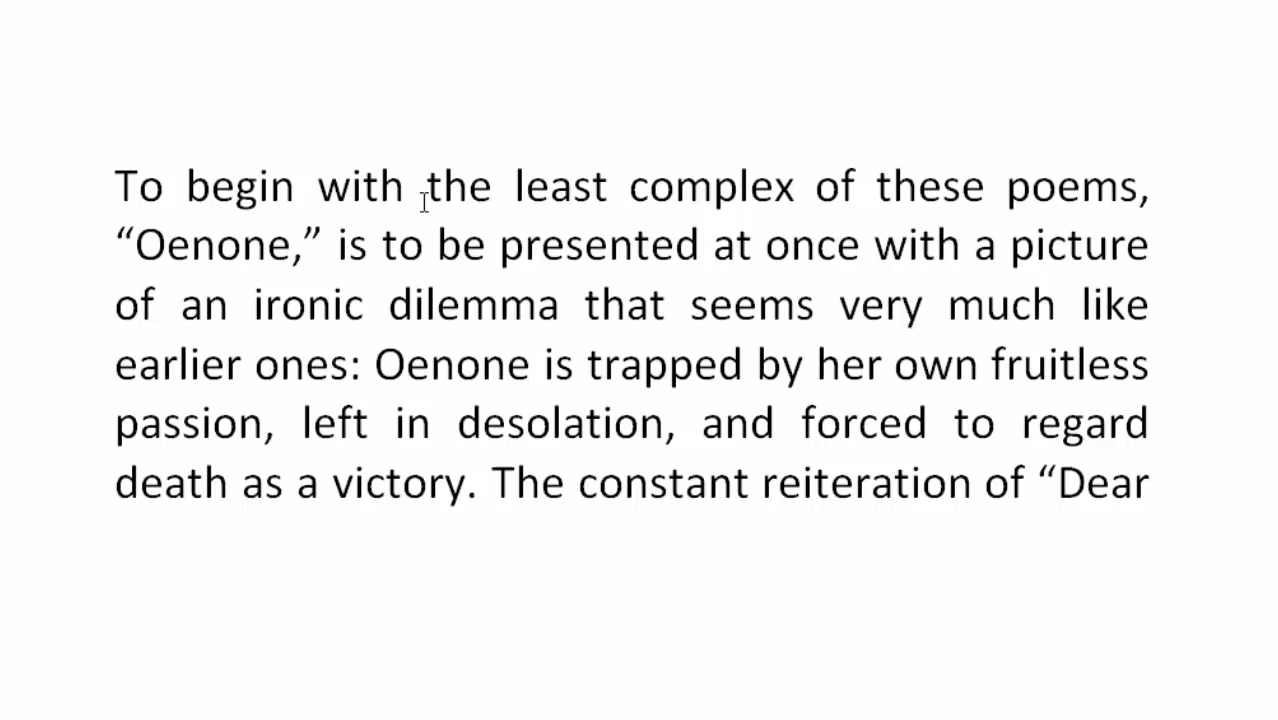 To begin with the least complex of these poems,
“Oenone,” is to be presented at once with a picture
of an ironic dilemma that seems very much like
earlier ones: Oenone is trapped by her own fruitless
passion, left in desolation, and forced to regard
death as a victory. The constant reiteration of “Dear